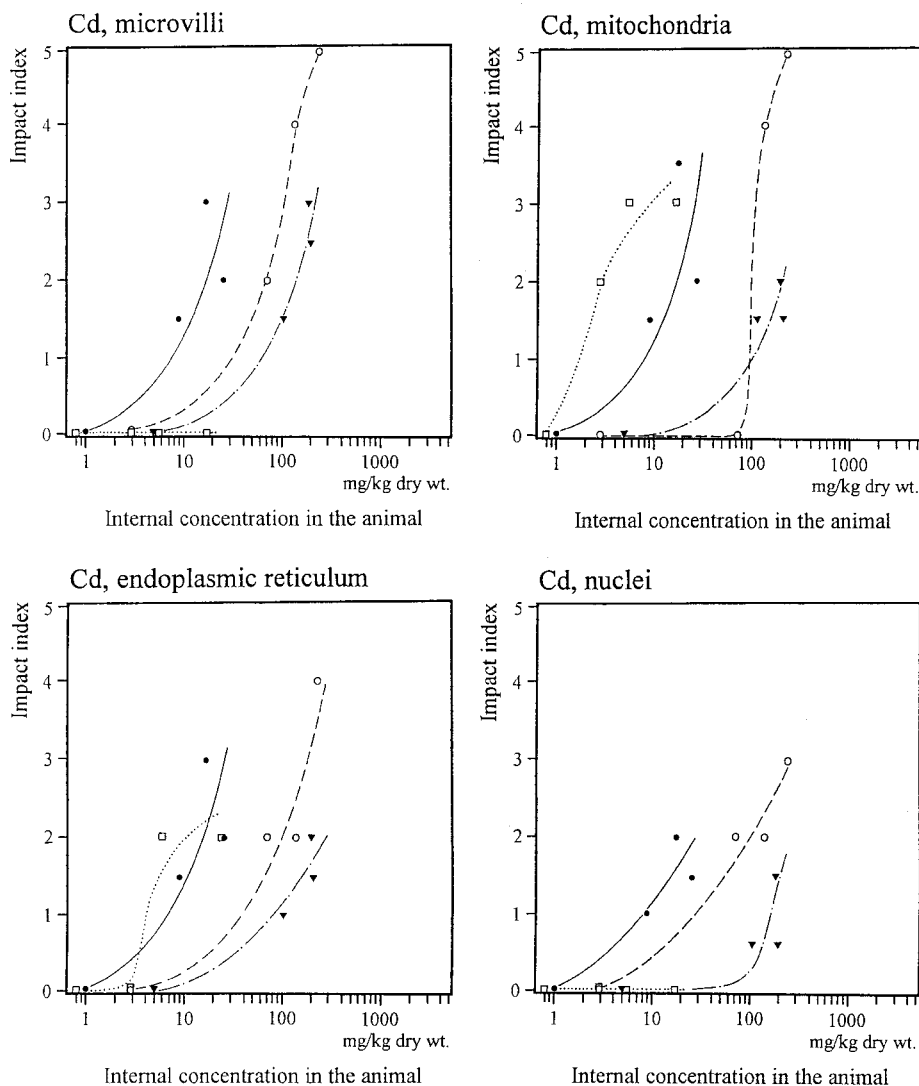 Cd, microvilli
Impact index
5
4
3
2
1
0
1 10 100 1000
mg/kg dry wt.
Internal concentration in the animal
Cd, mitochondria
Impact index
5
4
3
2
1
0
1 10 100 1000
mg/kg dry wt.
Internal concentration in the animal
Cd, endoplasmic reticulum
Impact index
5
4
3
2
1
0
1 10 100 1000
mg/kg dry wt.
Internal concentration in the animal
Cd, nuclei
Impact index
5
4
3
2
1
0
1 10 100 1000
mg/kg dry wt.
Internal concentration in the animal